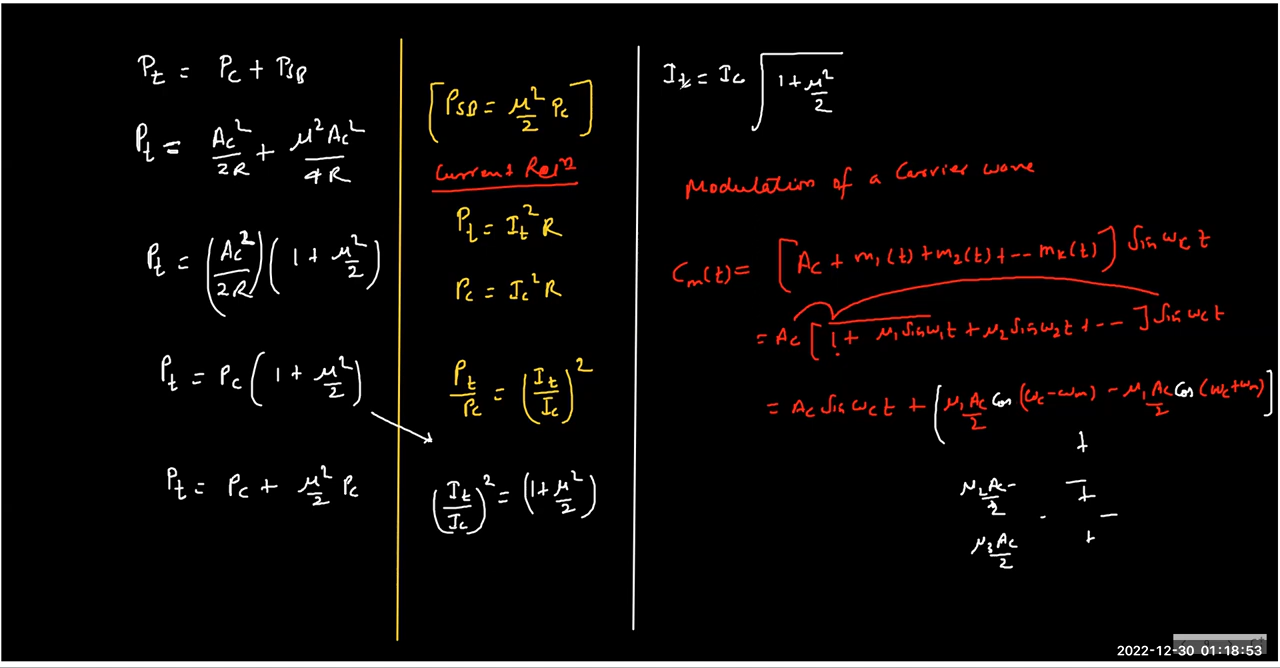 Pt = Pc + PSB
Pt = Ac²/2R + μ²Ac²/4R
Pt = (Ac²/2R)(1 + μ²/2)
Pt = Pc(1 + μ²/2)
Pt = Pc + μ²/2 Pc
[PSB = μ²/2 Pc]
Current Relⁿ
Pt = It² R
Pc = Ic² R
Pt/Pc = (It/Ic)²
(It/Ic)² = (1 + μ²/2)
It = Ic √(1 + μ²/2)
Modulation of a Carrier wave
Cm(t) = [Ac + m₁(t) + m₂(t) + -- mk(t)] Sin ωc t
= Ac [1 + μ₁ Sin ω₁t + μ₂ Sin ω₂t + -- ] Sin ωc t
= Ac Sin ωc t + [μ₁Ac/2 Cos (ωc-ωm) - μ₁Ac/2 Cos (ωc+ωm)]
+
μ₂Ac/2 - +
μ₃Ac/2 - +
2022-12-30 01:18:53